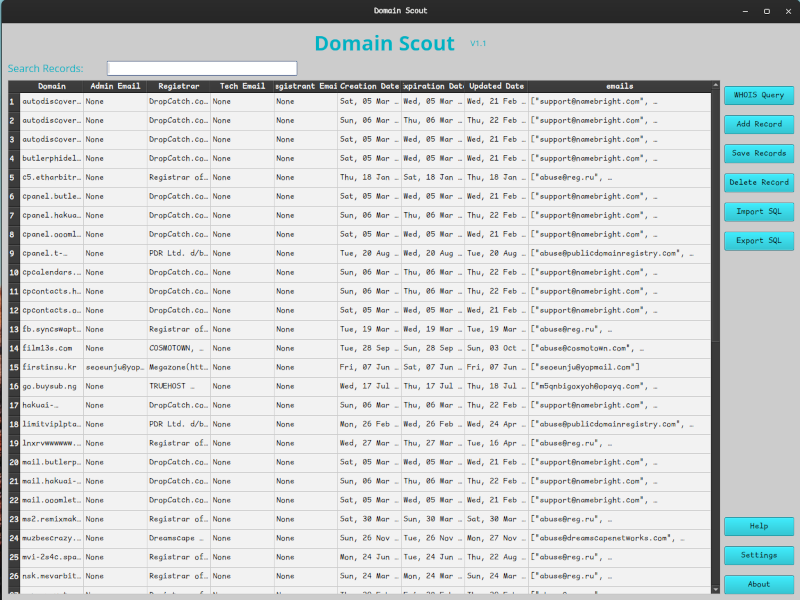 Domain Scout
Domain Scout V1.1
Search Records:
Domain Admin Email Registrar Tech Email egistrant Emai Creation Date xpiration Date Updated Date emails
1 autodiscover… None DropCatch.co… None None Sat, 05 Mar … Wed, 05 Mar … Wed, 21 Feb … ["support@namebright.com", …
2 autodiscover… None DropCatch.co… None None Sun, 06 Mar … Thu, 06 Mar … Thu, 22 Feb … ["support@namebright.com", …
3 autodiscover… None DropCatch.co… None None Sat, 05 Mar … Wed, 05 Mar … Wed, 21 Feb … ["support@namebright.com", …
4 butlerphidel… None DropCatch.co… None None Sat, 05 Mar … Wed, 05 Mar … Wed, 21 Feb … ["support@namebright.com", …
5 c5.etharbitr… None Registrar of… None None Thu, 18 Jan … Sat, 18 Jan … Thu, 18 Jan … ["abuse@reg.ru", …
6 cpanel.butle… None DropCatch.co… None None Sat, 05 Mar … Wed, 05 Mar … Wed, 21 Feb … ["support@namebright.com", …
7 cpanel.hakua… None DropCatch.co… None None Sun, 06 Mar … Thu, 06 Mar … Thu, 22 Feb … ["support@namebright.com", …
8 cpanel.oooml… None DropCatch.co… None None Sat, 05 Mar … Wed, 05 Mar … Wed, 21 Feb … ["support@namebright.com", …
9 cpanel.t-… None PDR Ltd. d/b… None None Tue, 20 Aug … Wed, 20 Aug … Tue, 20 Aug … ["abuse@publicdomainregistry.com", …
10 cpcalendars.… None DropCatch.co… None None Sun, 06 Mar … Thu, 06 Mar … Thu, 22 Feb … ["support@namebright.com", …
11 cpcontacts.h… None DropCatch.co… None None Sun, 06 Mar … Thu, 06 Mar … Thu, 22 Feb … ["support@namebright.com", …
12 cpcontacts.o… None DropCatch.co… None None Sat, 05 Mar … Wed, 05 Mar … Wed, 21 Feb … ["support@namebright.com", …
13 fb.syncswapt… None Registrar of… None None Tue, 19 Mar … Wed, 19 Mar … Tue, 19 Mar … ["abuse@reg.ru", …
14 film13s.com None COSMOTOWN, … None None Tue, 28 Sep … Sun, 28 Sep … Sun, 03 Oct … ["abuse@cosmotown.com", …
15 firstinsu.kr seoeunju@yop… Megazone(htt… None None Fri, 07 Jun … Sat, 07 Jun … Fri, 07 Jun … ["seoeunju@yopmail.com"]
16 go.buysub.ng None TRUEHOST … None None Wed, 17 Jul … Thu, 17 Jul … Thu, 18 Jul … ["m5qnbigoxyoh@opayq.com", …
17 hakuai-… None DropCatch.co… None None Sun, 06 Mar … Thu, 06 Mar … Thu, 22 Feb … ["support@namebright.com", …
18 limitviplpta… None PDR Ltd. d/b… None None Mon, 26 Feb … Wed, 26 Feb … Wed, 24 Apr … ["abuse@publicdomainregistry.com", …
19 lnxrvwwwwww.… None Registrar of… None None Wed, 27 Mar … Thu, 27 Mar … Tue, 16 Apr … ["abuse@reg.ru", …
20 mail.butlerp… None DropCatch.co… None None Sat, 05 Mar … Wed, 05 Mar … Wed, 21 Feb … ["support@namebright.com", …
21 mail.hakuai-… None DropCatch.co… None None Sun, 06 Mar … Thu, 06 Mar … Thu, 22 Feb … ["support@namebright.com", …
22 mail.ooomlet… None DropCatch.co… None None Sat, 05 Mar … Wed, 05 Mar … Wed, 21 Feb … ["support@namebright.com", …
23 ms2.remixmak… None Registrar of… None None Sat, 30 Mar … Sun, 30 Mar … Sat, 30 Mar … ["abuse@reg.ru", …
24 muzbeecrazy.… None Dreamscape … None None Sun, 26 Nov … Tue, 26 Nov … Mon, 27 Nov … ["abuse@dreamscapenetworks.com", …
25 mvi-2s4c.spa… None Registrar of… None None Mon, 24 Jun … Tue, 24 Jun … Thu, 22 Aug … ["abuse@reg.ru", …
26 nsk.mevarbit… None Registrar of… None None Sun, 24 Mar … Mon, 24 Mar … Sun, 24 Mar … ["abuse@reg.ru", …
WHOIS Query
Add Record
Save Records
Delete Record
Import SQL
Export SQL
Help
Settings
About